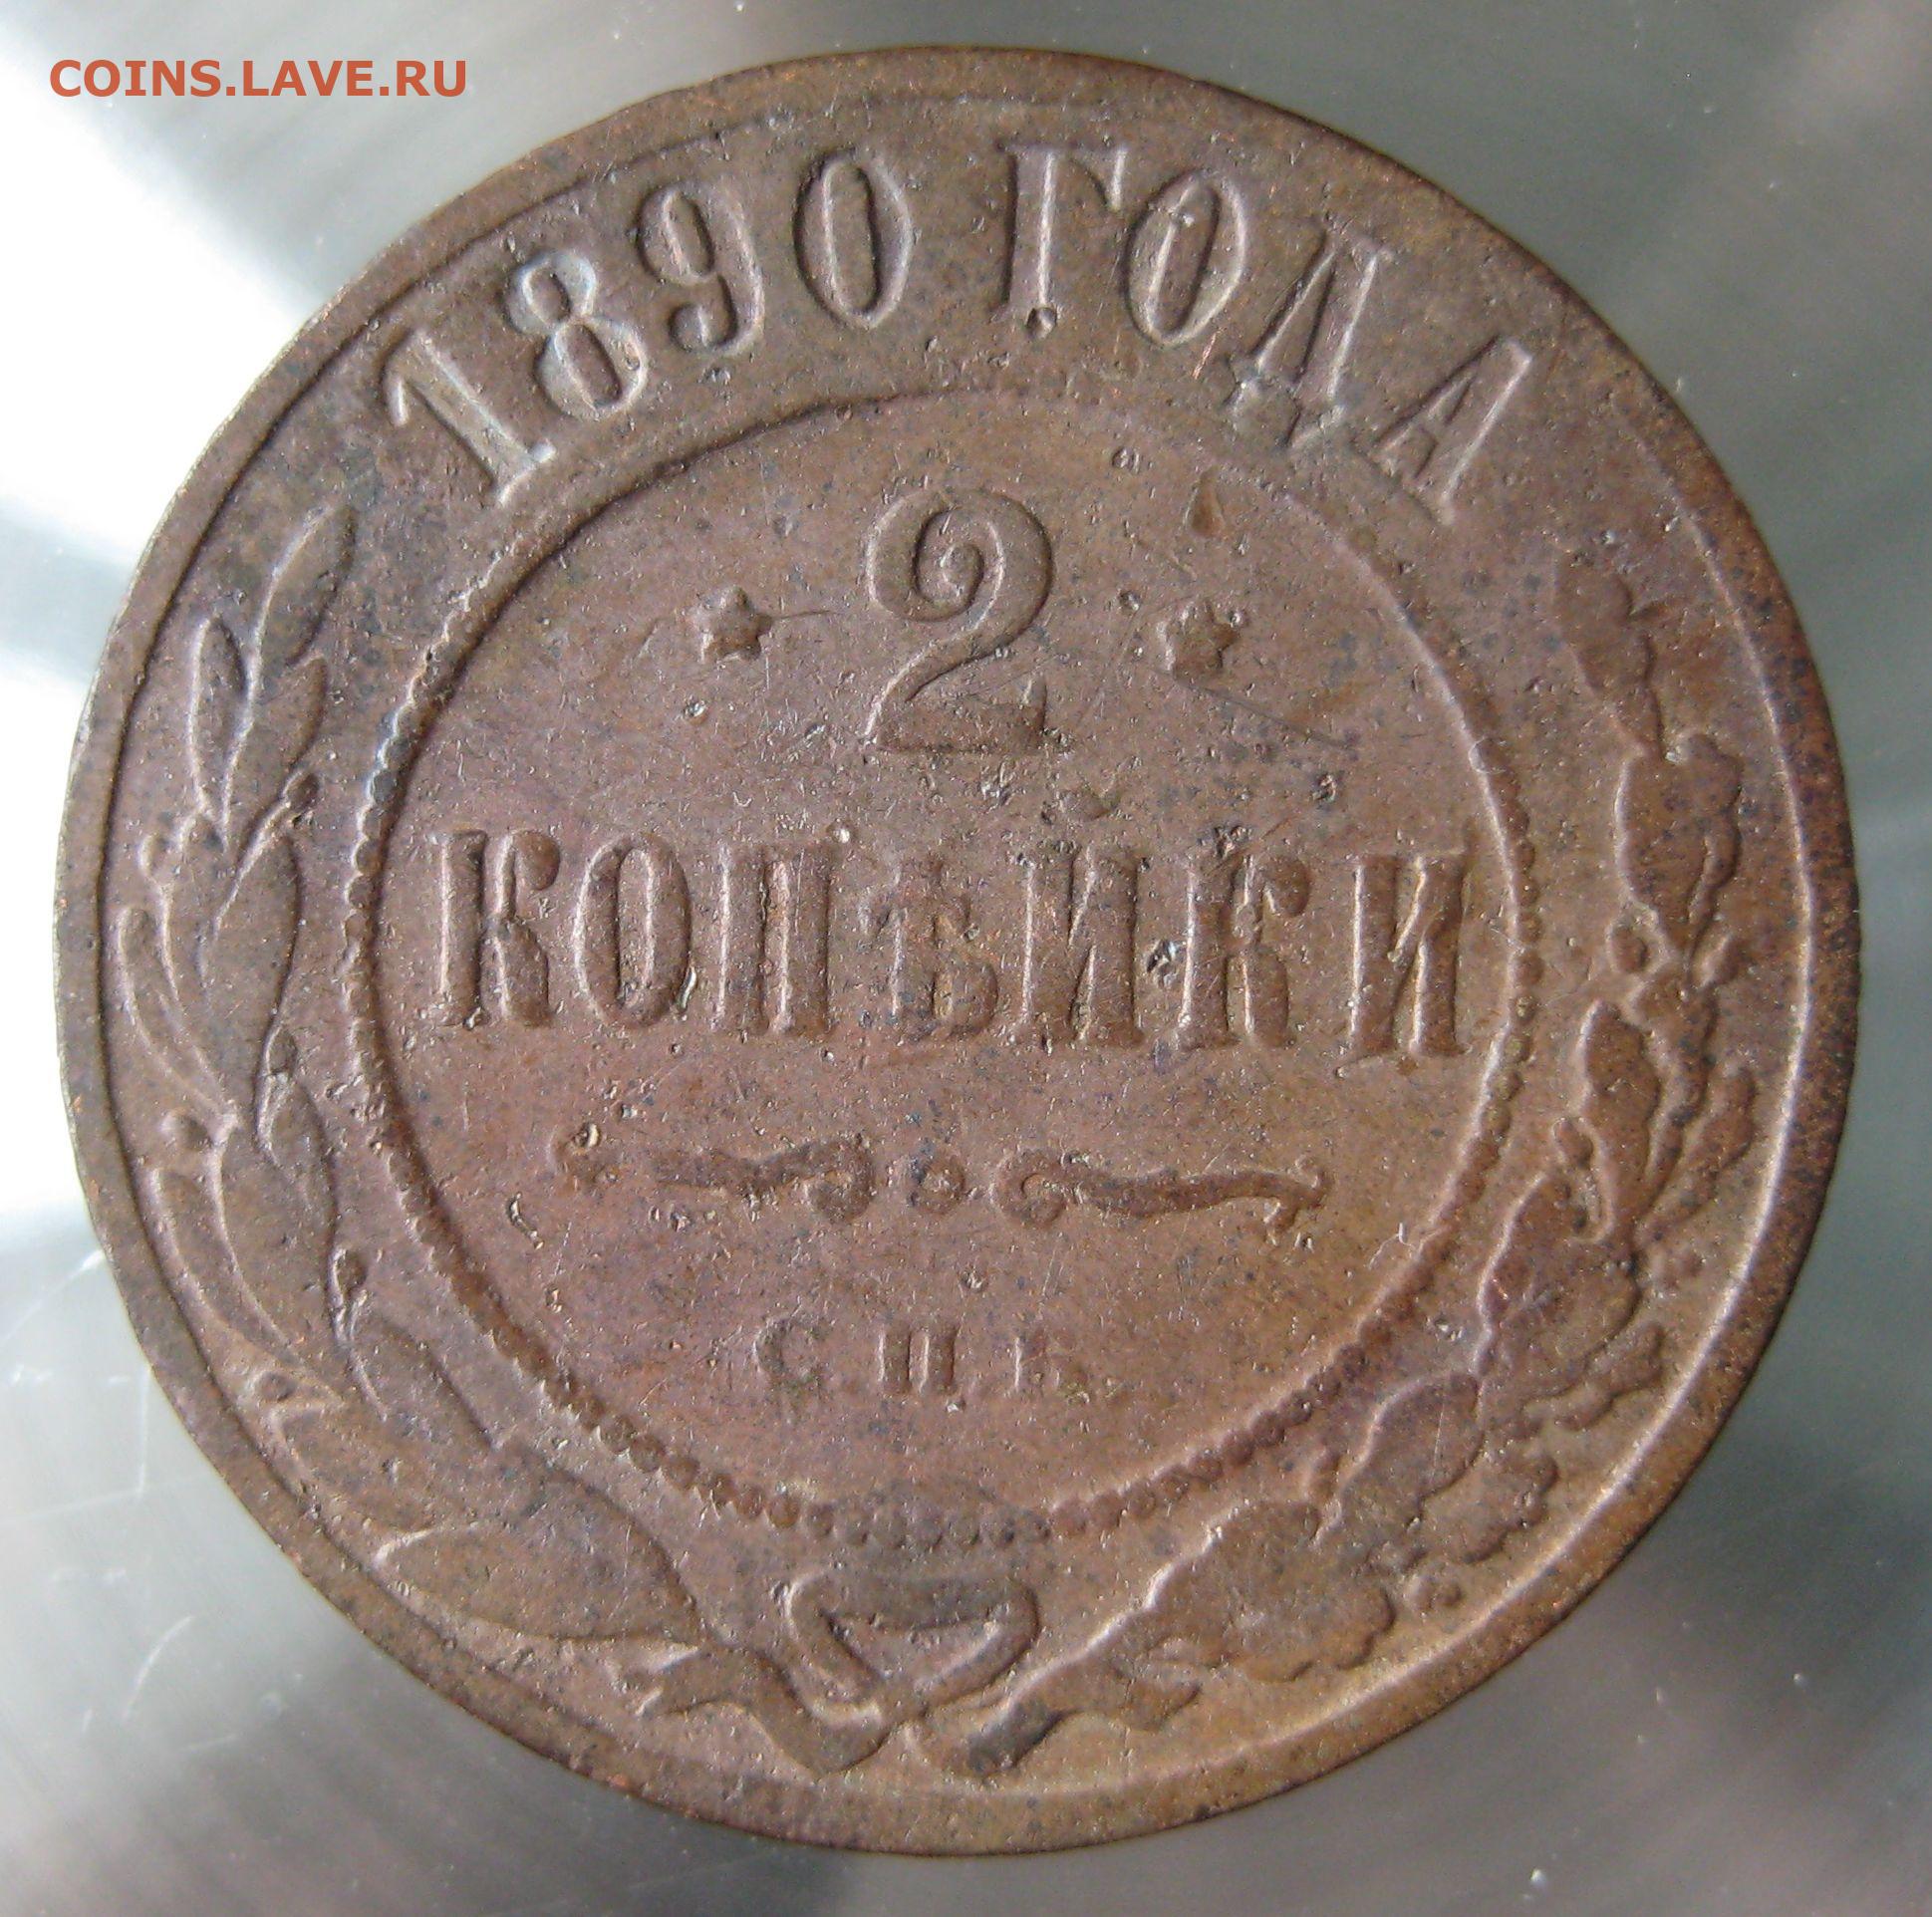 COINS.LAVE.RU
1890 ГОДА
2
КОПѢЙКИ
С.П.Б.